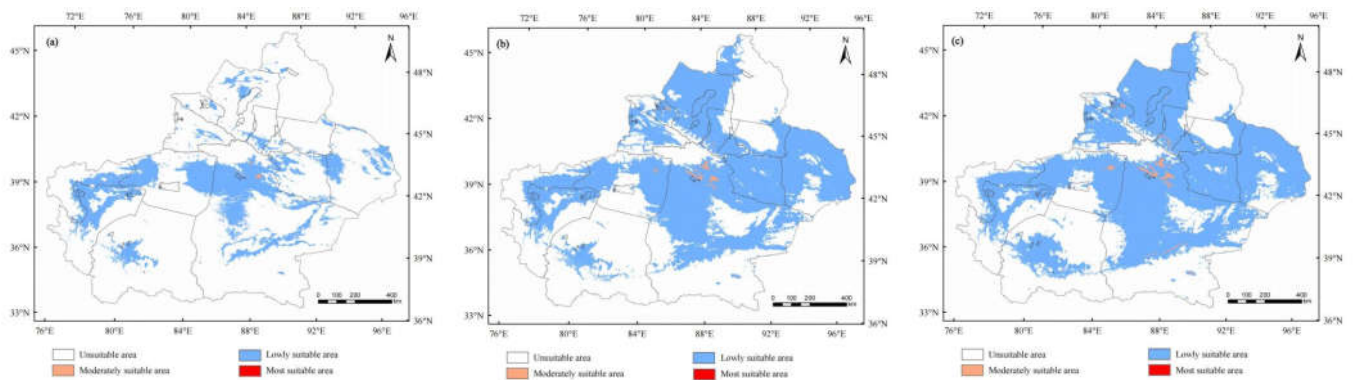 72°E 76°E 80°E 84°E 88°E 92°E 96°E
(a)
N
45°N
42°N
39°N
36°N
33°N
48°N
45°N
42°N
39°N
36°N
0 100 200 400
km
76°E 80°E 84°E 88°E 92°E
Unsuitable area
Lowly suitable area
Moderately suitable area
Most suitable area
72°E 76°E 80°E 84°E 88°E 92°E 96°E
(b)
N
45°N
42°N
39°N
36°N
33°N
48°N
45°N
42°N
39°N
36°N
0 100 200 400
km
76°E 80°E 84°E 88°E 92°E 96°E
Unsuitable area
Lowly suitable area
Moderately suitable area
Most suitable area
72°E 76°E 80°E 84°E 88°E 92°E 96°E
(c)
N
45°N
42°N
39°N
36°N
33°N
48°N
45°N
42°N
39°N
36°N
0 100 200 400
km
76°E 80°E 84°E 88°E 92°E 96°E
Unsuitable area
Lowly suitable area
Moderately suitable area
Most suitable area